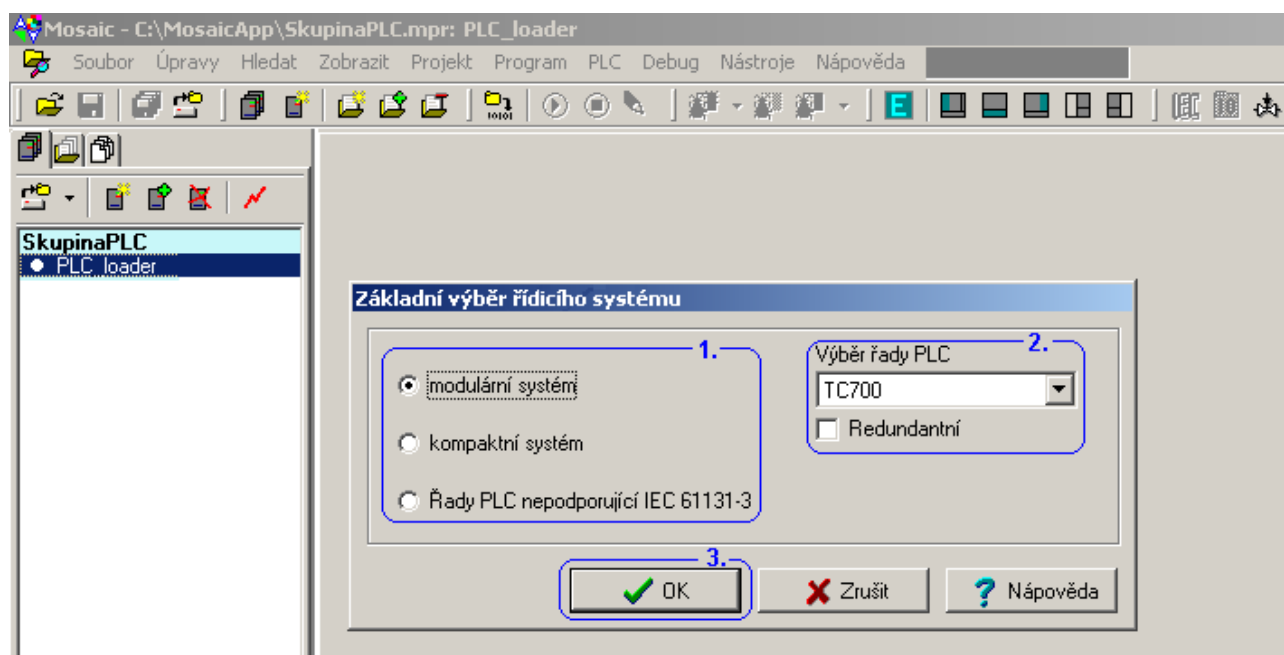 Mosaic - C:\MosaicApp\SkupinaPLC.mpr: PLC_loader
Soubor Úpravy Hledat Zobrazit Projekt Program PLC Debug Nástroje Nápověda
10101
E
IEC
SkupinaPLC
PLC_loader
Základní výběr řídicího systému
1.
2.
Výběr řady PLC
modulární systém
TC700
Redundantní
kompaktní systém
Řady PLC nepodporující IEC 61131-3
3.
OK
Zrušit
? Nápověda